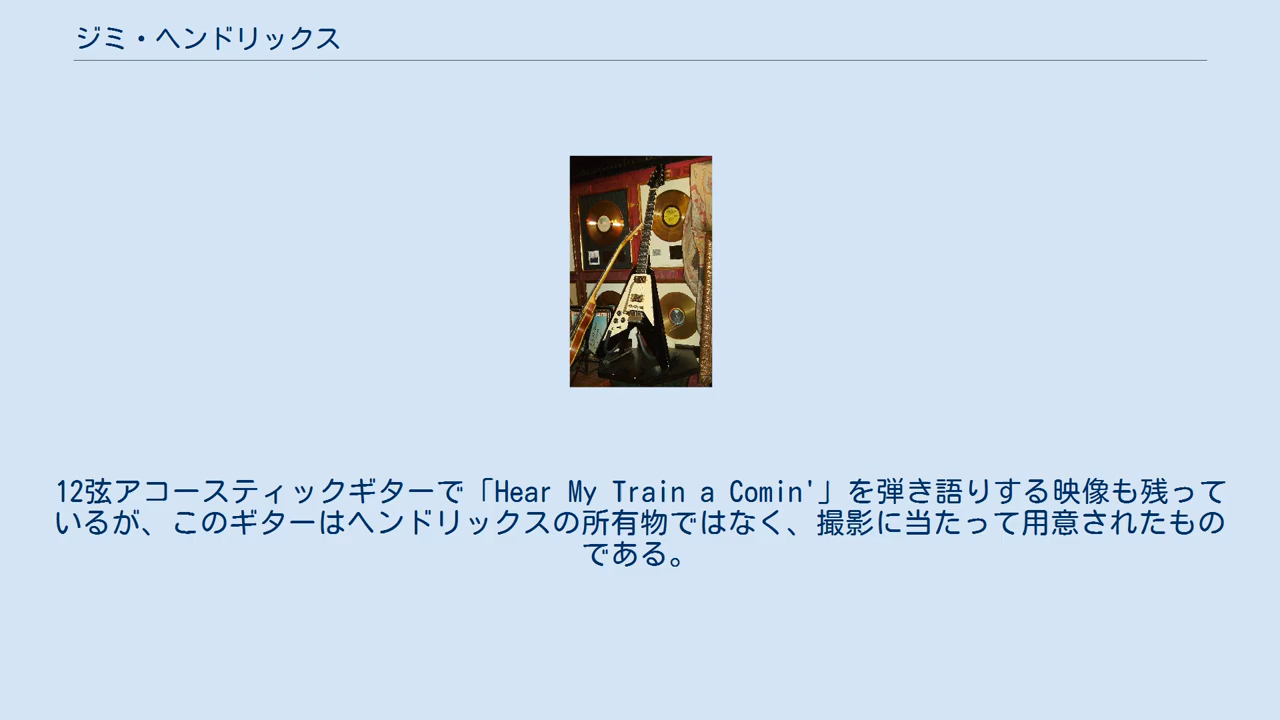 ジミ・ヘンドリックス
12弦アコースティックギターで「Hear My Train a Comin'」を弾き語りする映像も残って
いるが、このギターはヘンドリックスの所有物ではなく、撮影に当たって用意されたもの
である。